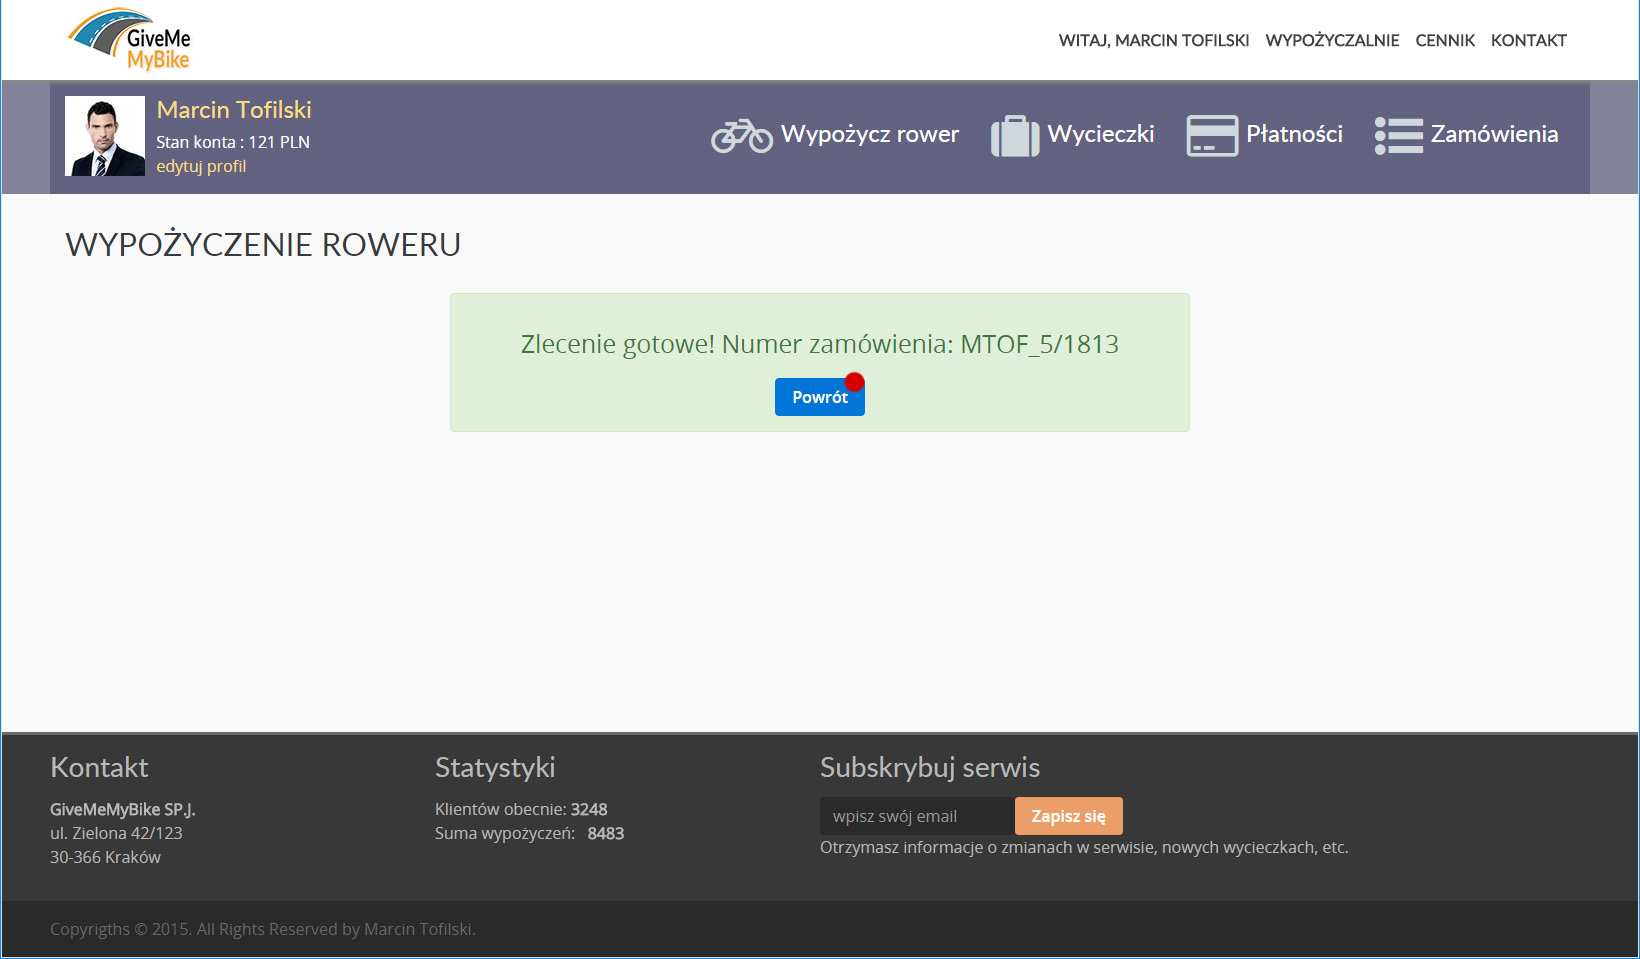 GiveMe
MyBike
WITAJ, MARCIN TOFILSKI WYPOŻYCZALNIE CENNIK KONTAKT
Marcin Tofilski
Stan konta : 121 PLN
edytuj profil
Wypożycz rower Wycieczki Płatności Zamówienia
WYPOŻYCZENIE ROWERU
Zlecenie gotowe! Numer zamówienia: MTOF_5/1813
Powrót
Kontakt
GiveMeMyBike SP.J.
ul. Zielona 42/123
30-366 Kraków
Statystyki
Klientów obecnie: 3248
Suma wypożyczeń: 8483
Subskrybuj serwis
wpisz swój email Zapisz się
Otrzymasz informacje o zmianach w serwisie, nowych wycieczkach, etc.
Copyrigths © 2015. All Rights Reserved by Marcin Tofilski.